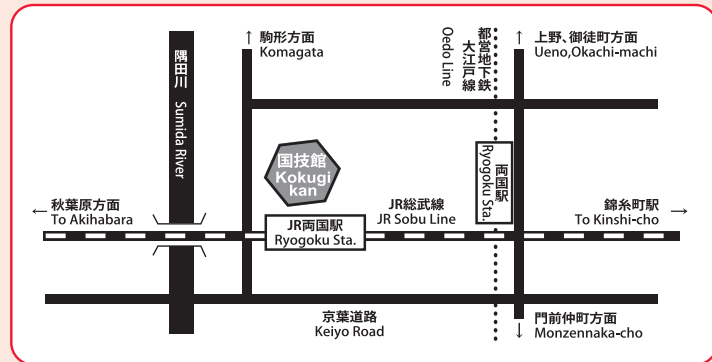 ↑ 駒形方面
Komagata
都営地下鉄
大江戸線
Oedo Line
↑ 上野、御徒町方面
Ueno,Okachi-machi
隅田川 Sumida River
国技館
Kokugi
kan
両国駅
Ryogoku Sta.
秋葉原方面
← To Akihabara
JR総武線
JR Sobu Line
錦糸町駅
To Kinshi-cho →
JR両国駅
Ryogoku Sta.
京葉道路
Keiyo Road
門前仲町方面
↓ Monzennaka-cho